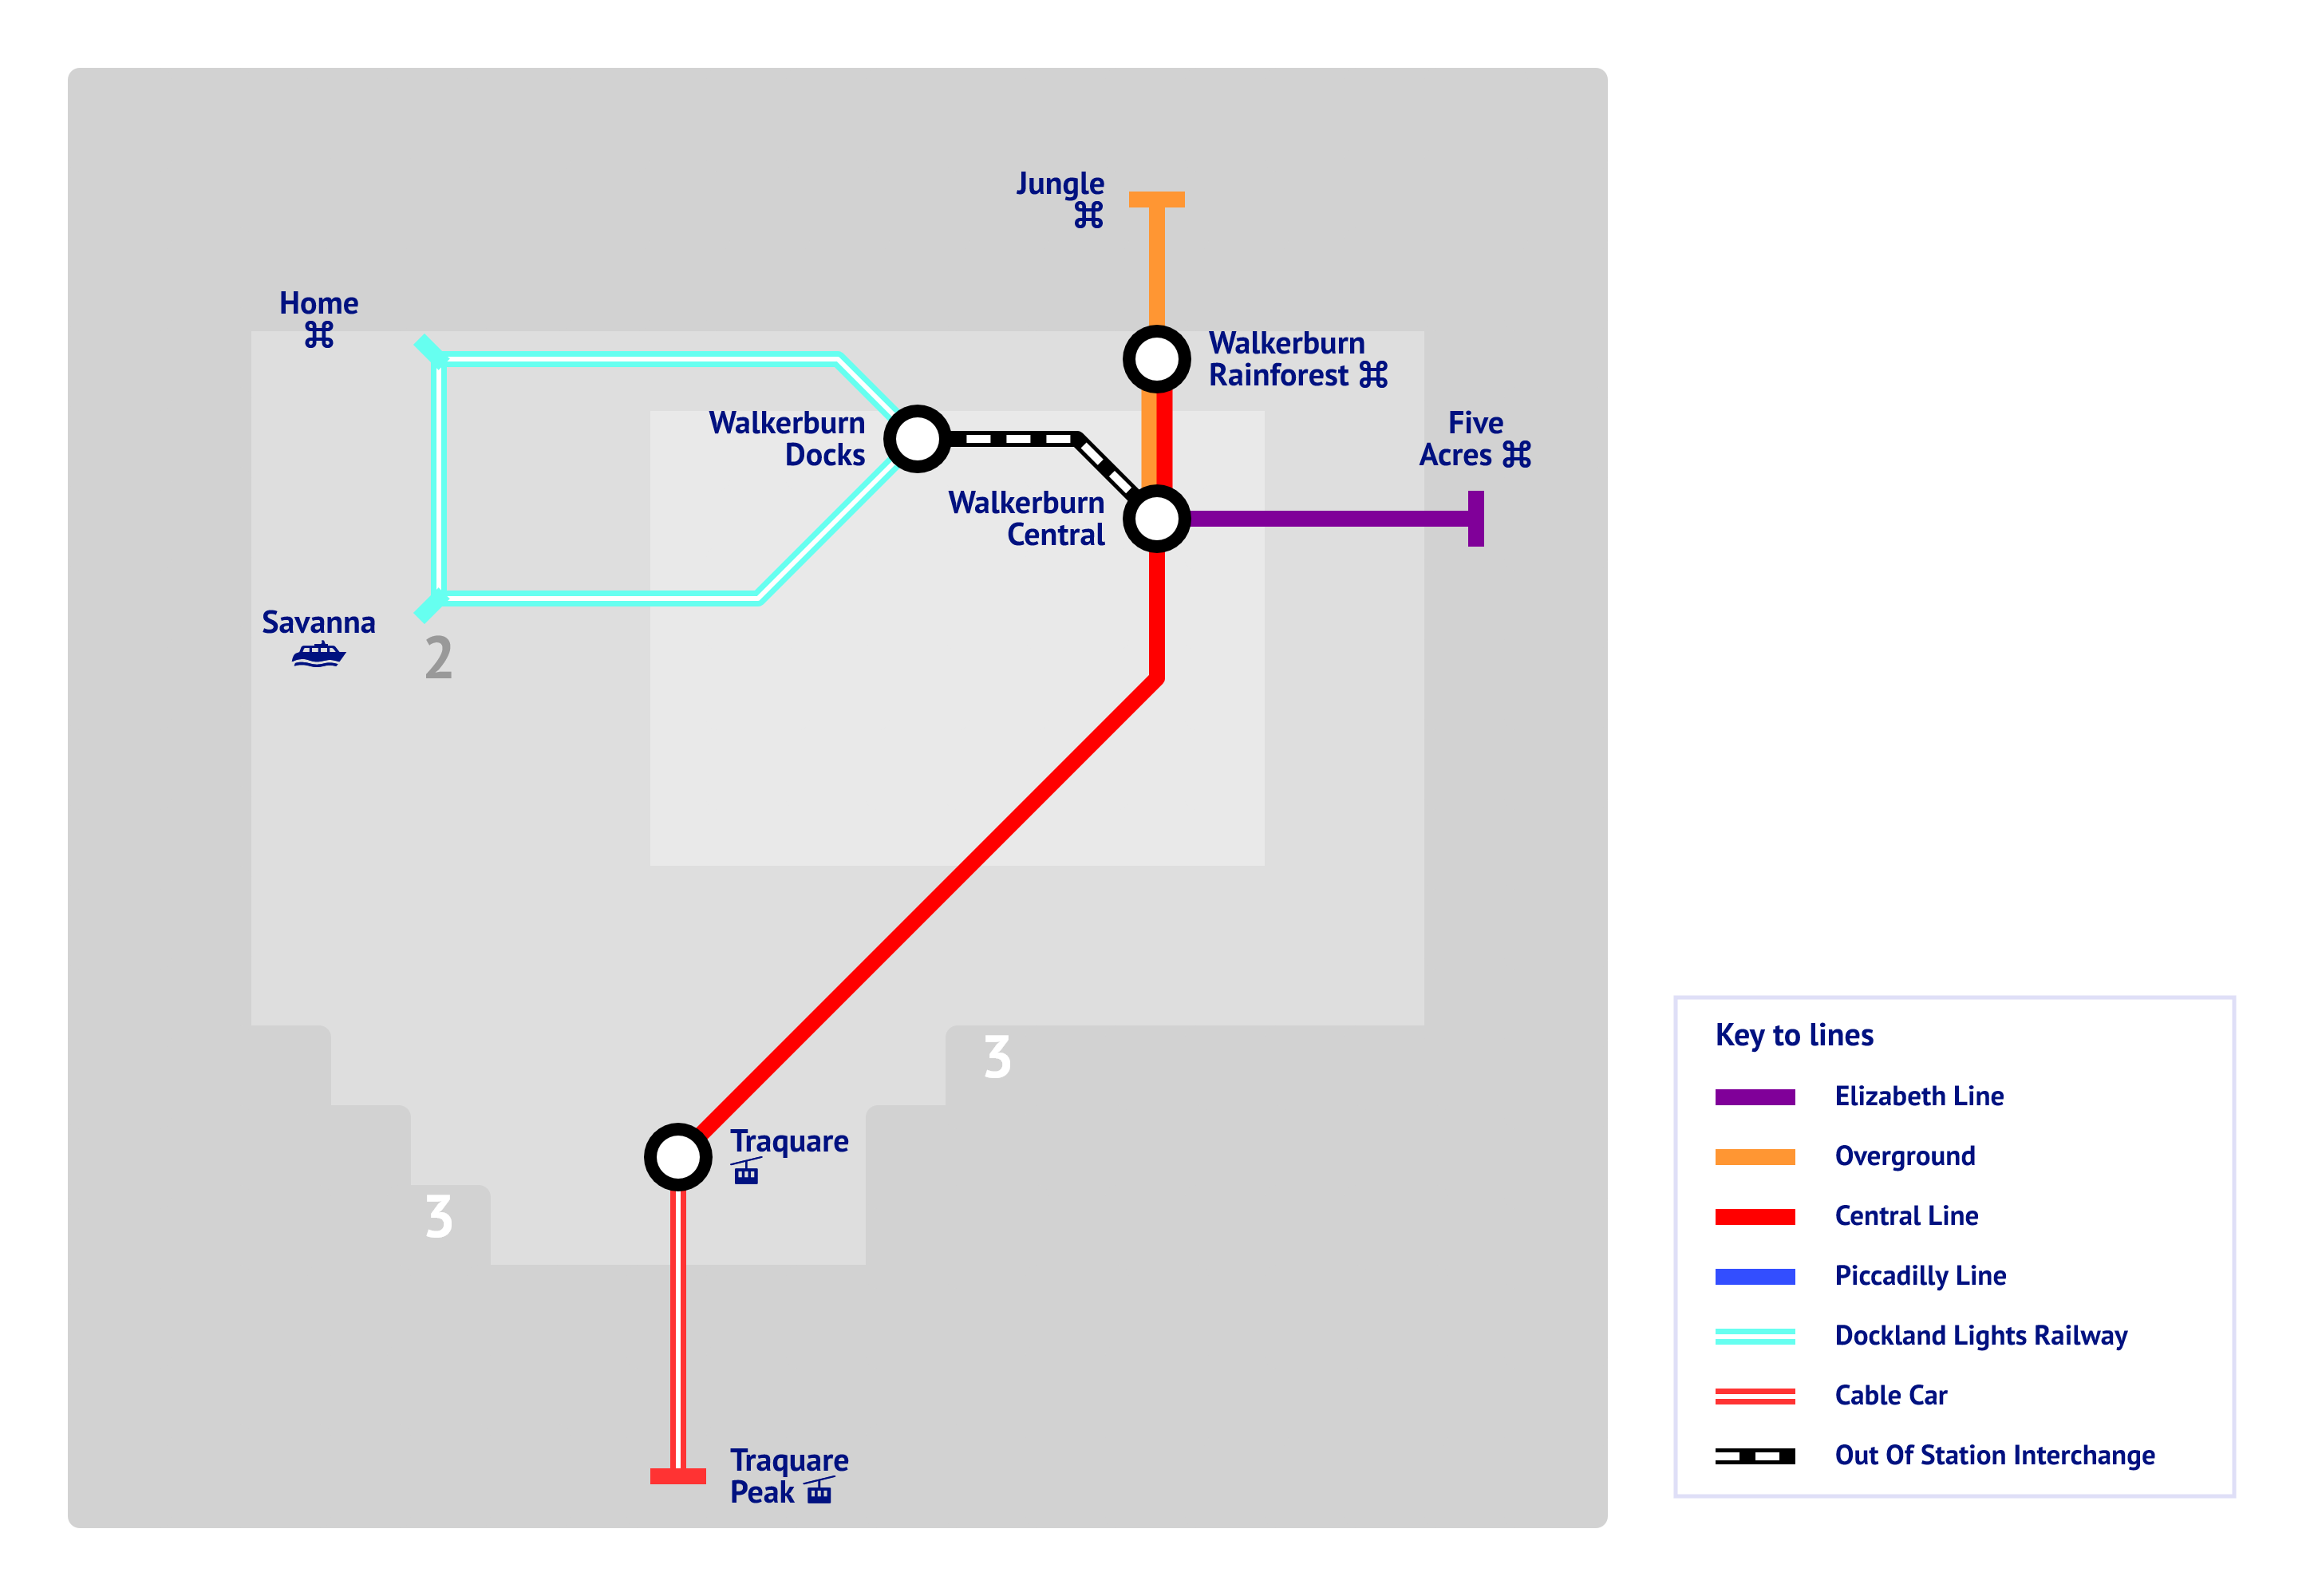 Jungle
Home
Walkerburn
Rainforest
Walkerburn
Docks
Five
Acres
Walkerburn
Central
Savanna
2
3
Traquare
3
Traquare
Peak
Key to lines
Elizabeth Line
Overground
Central Line
Piccadilly Line
Dockland Lights Railway
Cable Car
Out Of Station Interchange